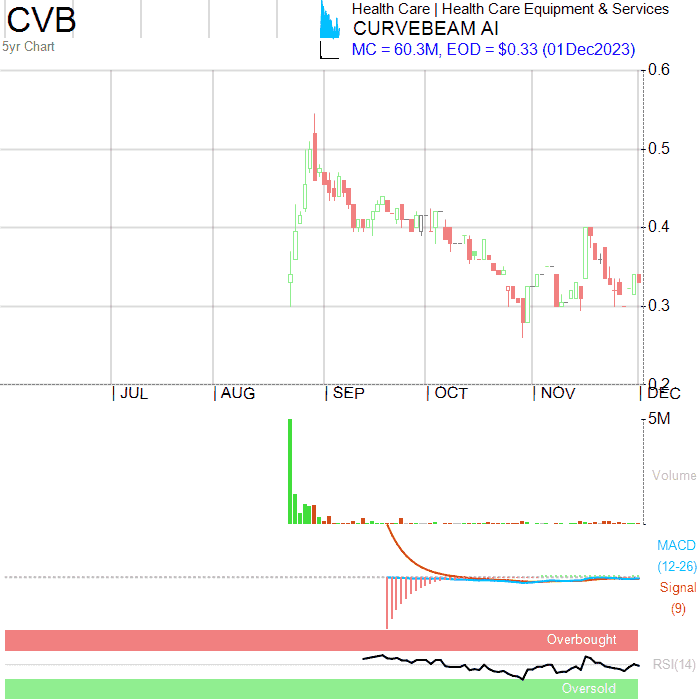 CVB
Health Care | Health Care Equipment & Services
CURVEBEAM AI
5yr Chart
MC = 60.3M, EOD = $0.33 (01Dec2023)
0.6
0.5
0.4
0.3
0.2
JUL AUG SEP OCT NOV DEC
5M
Volume
MACD
(12-26)
Signal
(9)
Overbought
RSI(14)
Oversold